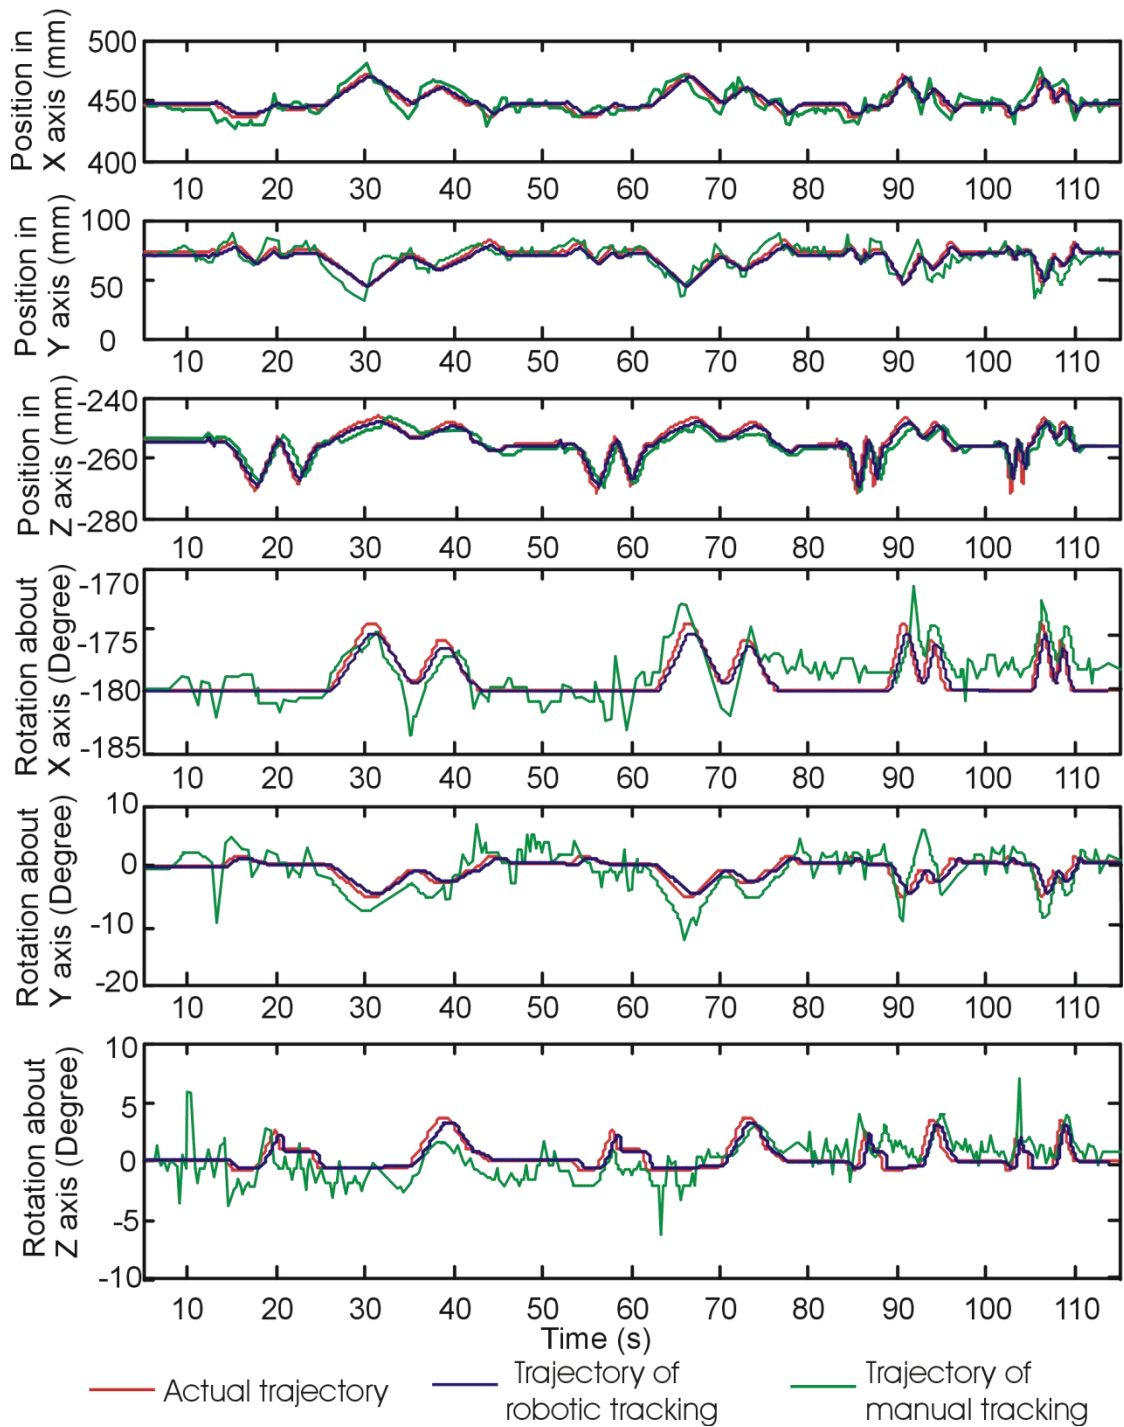 Position in
X axis (mm)
500
450
400
10 20 30 40 50 60 70 80 90 100 110
Position in
Y axis (mm)
100
50
0
10 20 30 40 50 60 70 80 90 100 110
Position in
Z axis (mm)
-240
-260
-280
10 20 30 40 50 60 70 80 90 100 110
Rotation about
X axis (Degree)
-170
-175
-180
-185
10 20 30 40 50 60 70 80 90 100 110
Rotation about
Y axis (Degree)
10
0
-10
-20
10 20 30 40 50 60 70 80 90 100 110
Rotation about
Z axis (Degree)
10
5
0
-5
-10
10 20 30 40 50 60 70 80 90 100 110
Time (s)
Actual trajectory
Trajectory of
robotic tracking
Trajectory of
manual tracking